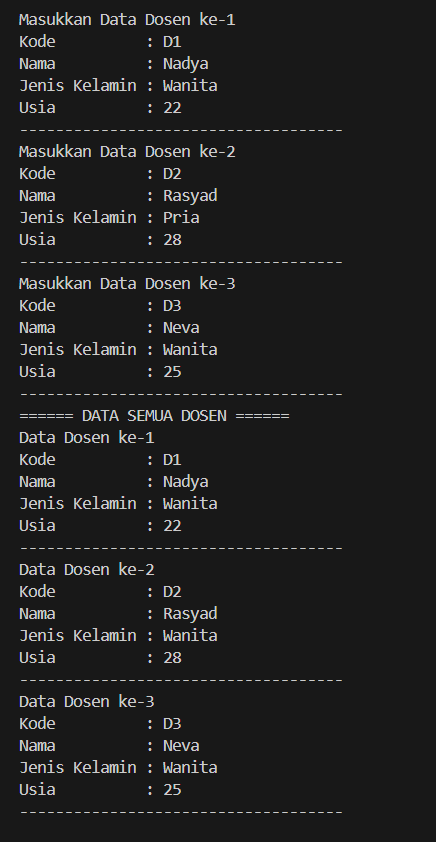 Masukkan Data Dosen ke-1
Kode          : D1
Nama          : Nadya
Jenis Kelamin : Wanita
Usia          : 22
------------------------------------
Masukkan Data Dosen ke-2
Kode          : D2
Nama          : Rasyad
Jenis Kelamin : Pria
Usia          : 28
------------------------------------
Masukkan Data Dosen ke-3
Kode          : D3
Nama          : Neva
Jenis Kelamin : Wanita
Usia          : 25
------------------------------------
====== DATA SEMUA DOSEN ======
Data Dosen ke-1
Kode          : D1
Nama          : Nadya
Jenis Kelamin : Wanita
Usia          : 22
------------------------------------
Data Dosen ke-2
Kode          : D2
Nama          : Rasyad
Jenis Kelamin : Wanita
Usia          : 28
------------------------------------
Data Dosen ke-3
Kode          : D3
Nama          : Neva
Jenis Kelamin : Wanita
Usia          : 25
------------------------------------